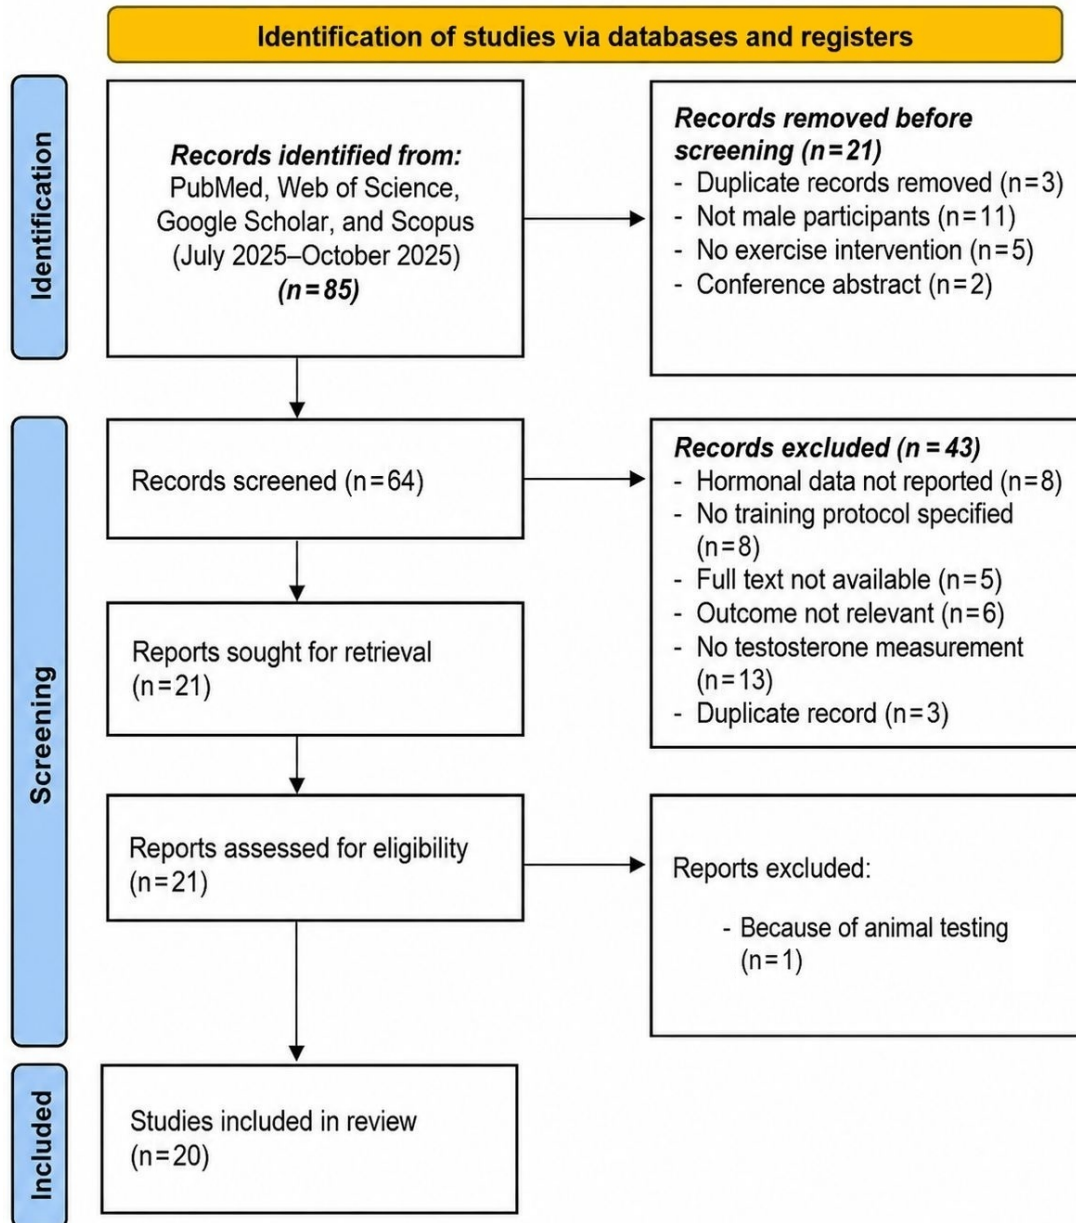 Identification of studies via databases and registers
Identification
Records identified from:
PubMed, Web of Science,
Google Scholar, and Scopus
(July 2025–October 2025)
(n=85)
Records removed before
screening (n=21)
- Duplicate records removed (n=3)
- Not male participants (n=11)
- No exercise intervention (n=5)
- Conference abstract (n=2)
Screening
Records screened (n=64)
Records excluded (n=43)
- Hormonal data not reported (n=8)
- No training protocol specified
(n=8)
- Full text not available (n=5)
- Outcome not relevant (n=6)
- No testosterone measurement
(n=13)
- Duplicate record (n=3)
Reports sought for retrieval
(n=21)
Reports assessed for eligibility
(n=21)
Reports excluded:
- Because of animal testing
(n=1)
Included
Studies included in review
(n=20)